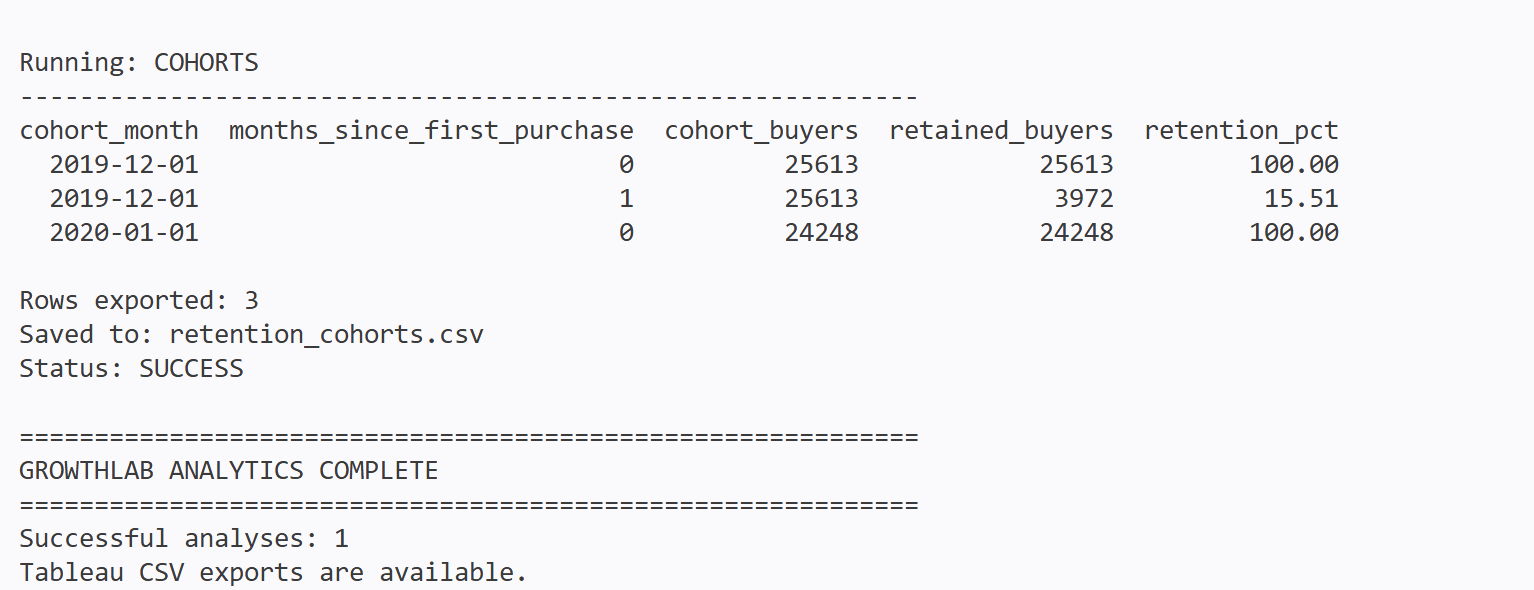 Running: COHORTS
------------------------------------------------------------
cohort_month  months_since_first_purchase  cohort_buyers  retained_buyers  retention_pct
  2019-12-01                            0          25613            25613         100.00
  2019-12-01                            1          25613             3972          15.51
  2020-01-01                            0          24248            24248         100.00
Rows exported: 3
Saved to: retention_cohorts.csv
Status: SUCCESS
============================================================
GROWTHLAB ANALYTICS COMPLETE
============================================================
Successful analyses: 1
Tableau CSV exports are available.